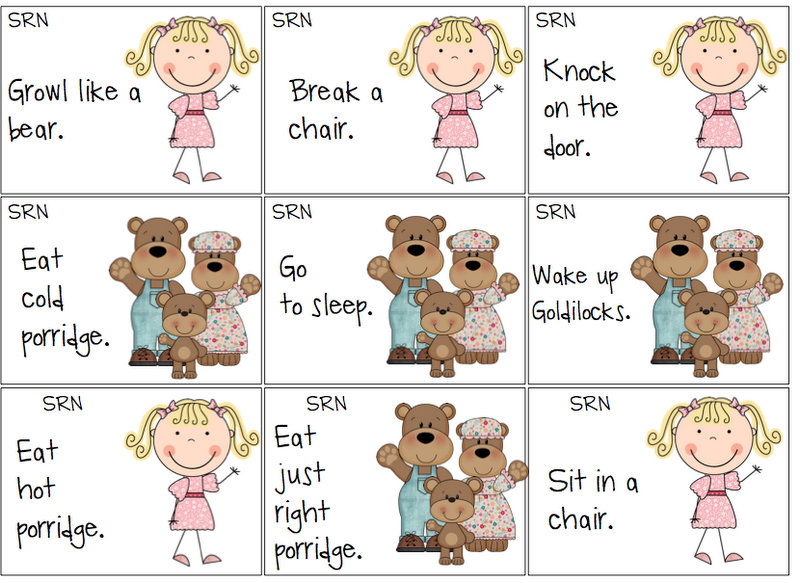 SRN
Growl like a
bear.
SRN
Break a
chair.
SRN
Knock
on the
door.
SRN
Eat
cold
porridge.
SRN
Go
to sleep.
SRN
Wake up
Goldilocks.
SRN
Eat
hot
porridge.
SRN
Eat
just
right
porridge.
SRN
Sit in a
chair.